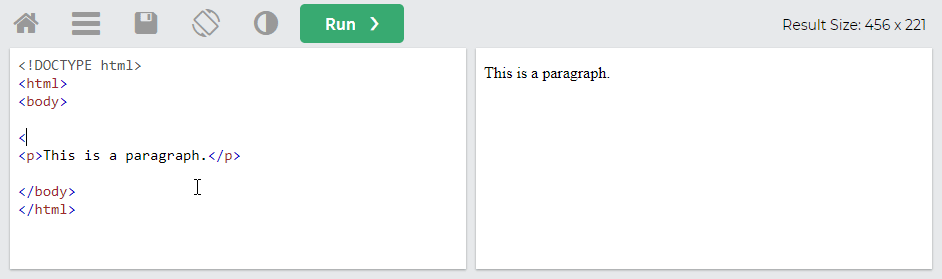 Run ❯
Result Size: 456 x 221
<!DOCTYPE html>
<html>
<body>
<
<p>This is a paragraph.</p>
</body>
</html>
This is a paragraph.